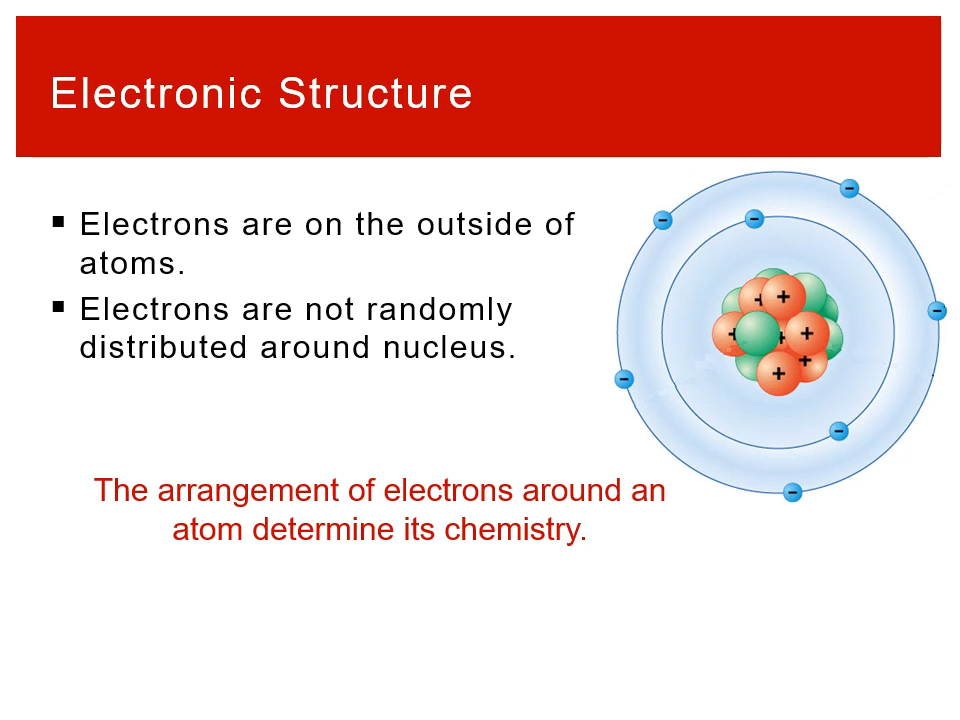 Electronic Structure
▪ Electrons are on the outside of
atoms.
▪ Electrons are not randomly
distributed around nucleus.
The arrangement of electrons around an
atom determine its chemistry.